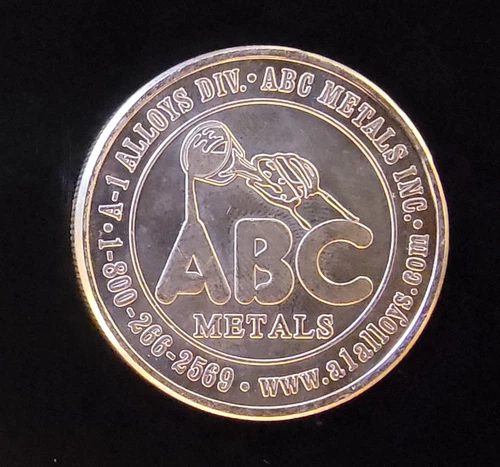 A-1 ALLOYS DIV. · ABC METALS INC. ·
1-800-266-2569 · www.a1alloys.com
ABC
METALS